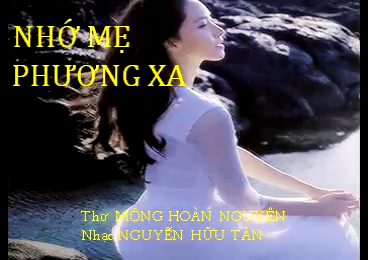 NHỚ MẸ
PHƯƠNG XA
Thơ MỘNG HOÀN NGUYÊN
Nhạc NGUYỄN HỮU TÂN